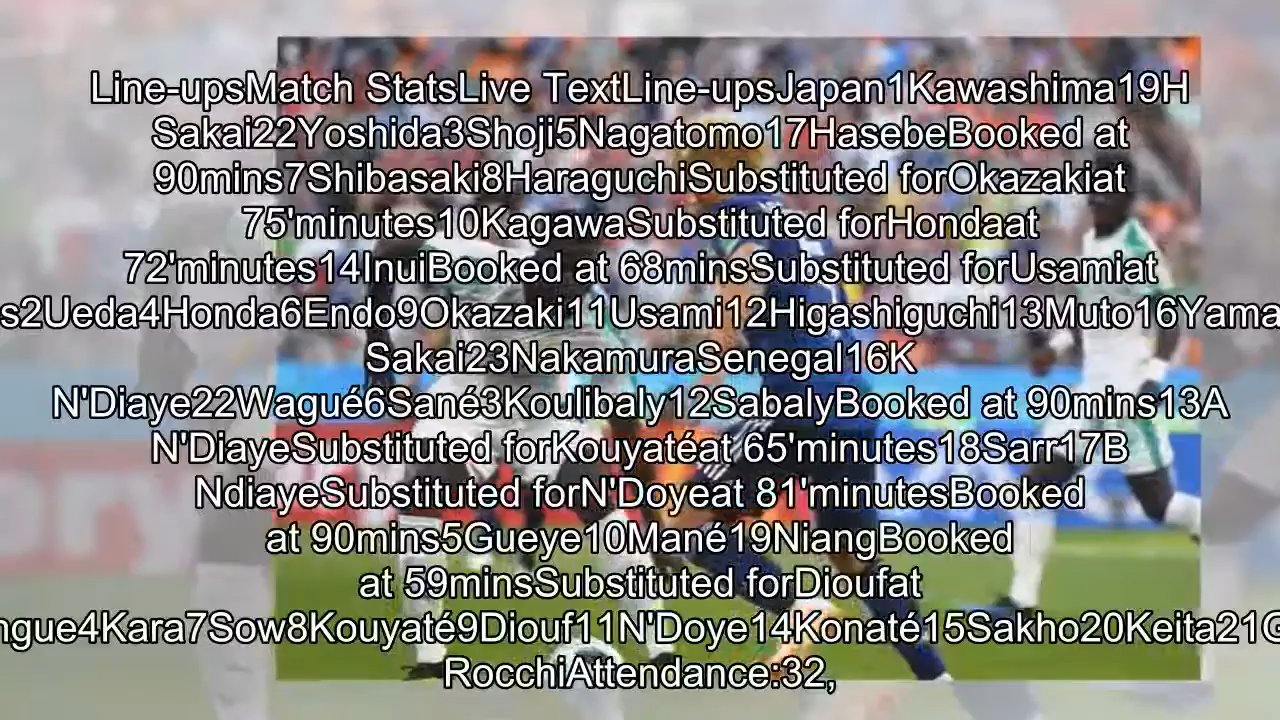 Line-upsMatch StatsLive TextLine-upsJapan1Kawashima19H
Sakai22Yoshida3Shoji5Nagatomo17HasebeBooked at
90mins7Shibasaki8HaraguchiSubstituted forOkazakiat
75'minutes10KagawaSubstituted forHondaat
72'minutes14InuiBooked at 68minsSubstituted forUsamiat
s2Ueda4Honda6Endo9Okazaki11Usami12Higashiguchi13Muto16Yama
Sakai23NakamuraSenegal16K
N'Diaye22Wagué6Sané3Koulibaly12SabalyBooked at 90mins13A
N'DiayeSubstituted forKouyatéat 65'minutes18Sarr17B
NdiayeSubstituted forN'Doyeat 81'minutesBooked
at 90mins5Gueye10Mané19NiangBooked
at 59minsSubstituted forDioufat
ngue4Kara7Sow8Kouyaté9Diouf11N'Doye14Konaté15Sakho20Keita21G
RocchiAttendance:32,